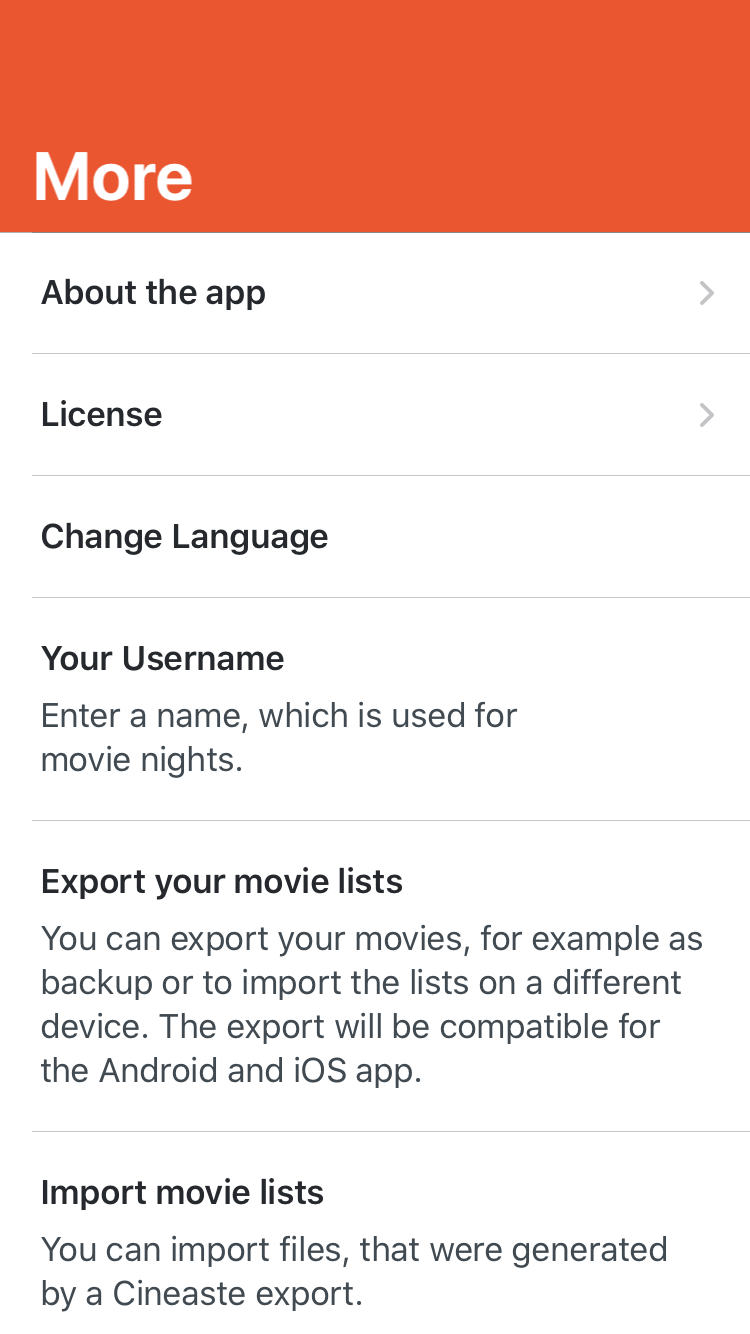 More
About the app
License
Change Language
Your Username
Enter a name, which is used for
movie nights.
Export your movie lists
You can export your movies, for example as
backup or to import the lists on a different
device. The export will be compatible for
the Android and iOS app.
Import movie lists
You can import files, that were generated
by a Cineaste export.